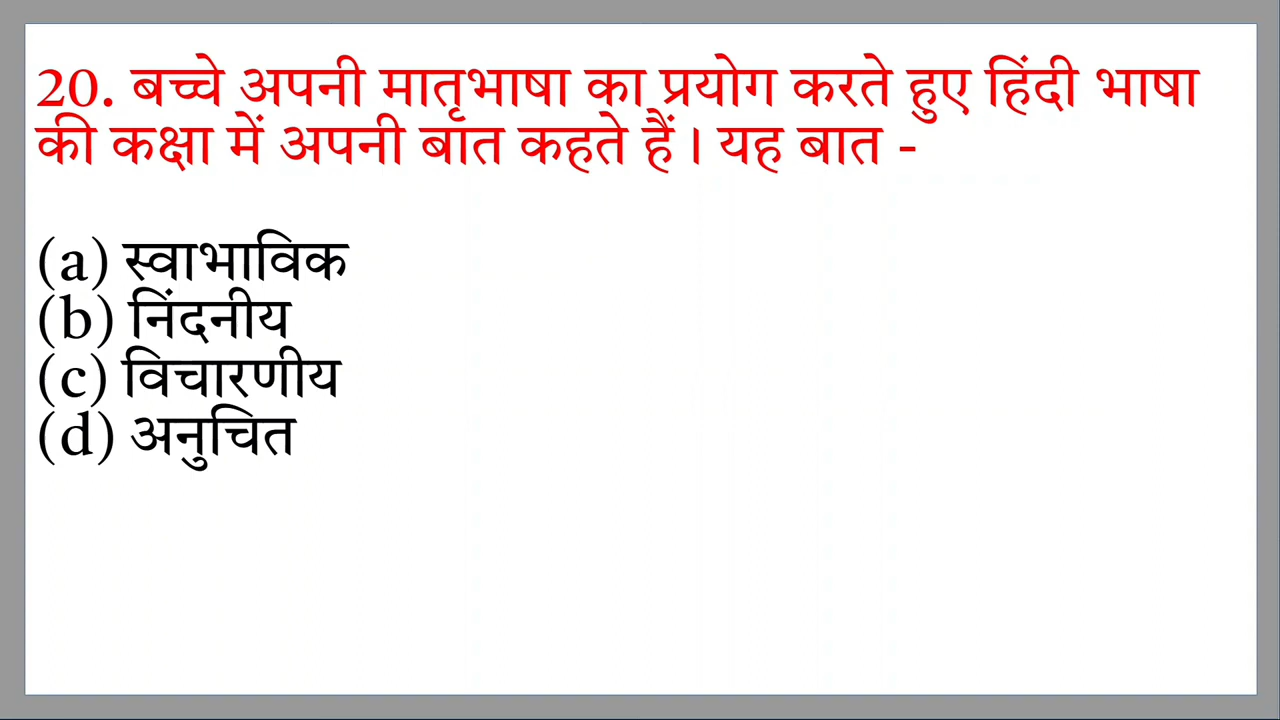 20. बच्चे अपनी मातृभाषा का प्रयोग करते हुए हिंदी भाषा
की कक्षा में अपनी बात कहते हैं। यह बात -
(a) स्वाभाविक
(b) निंदनीय
(c) विचारणीय
(d) अनुचित